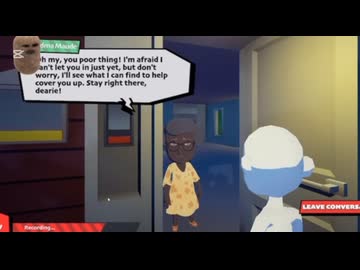 Maude
Oh my, you poor thing! I'm afraid I
can't let you in just yet, but don't
worry, I'll see what I can find to help
cover you up. Stay right there,
dearie!
LEAVE CONVERSA
Recording...